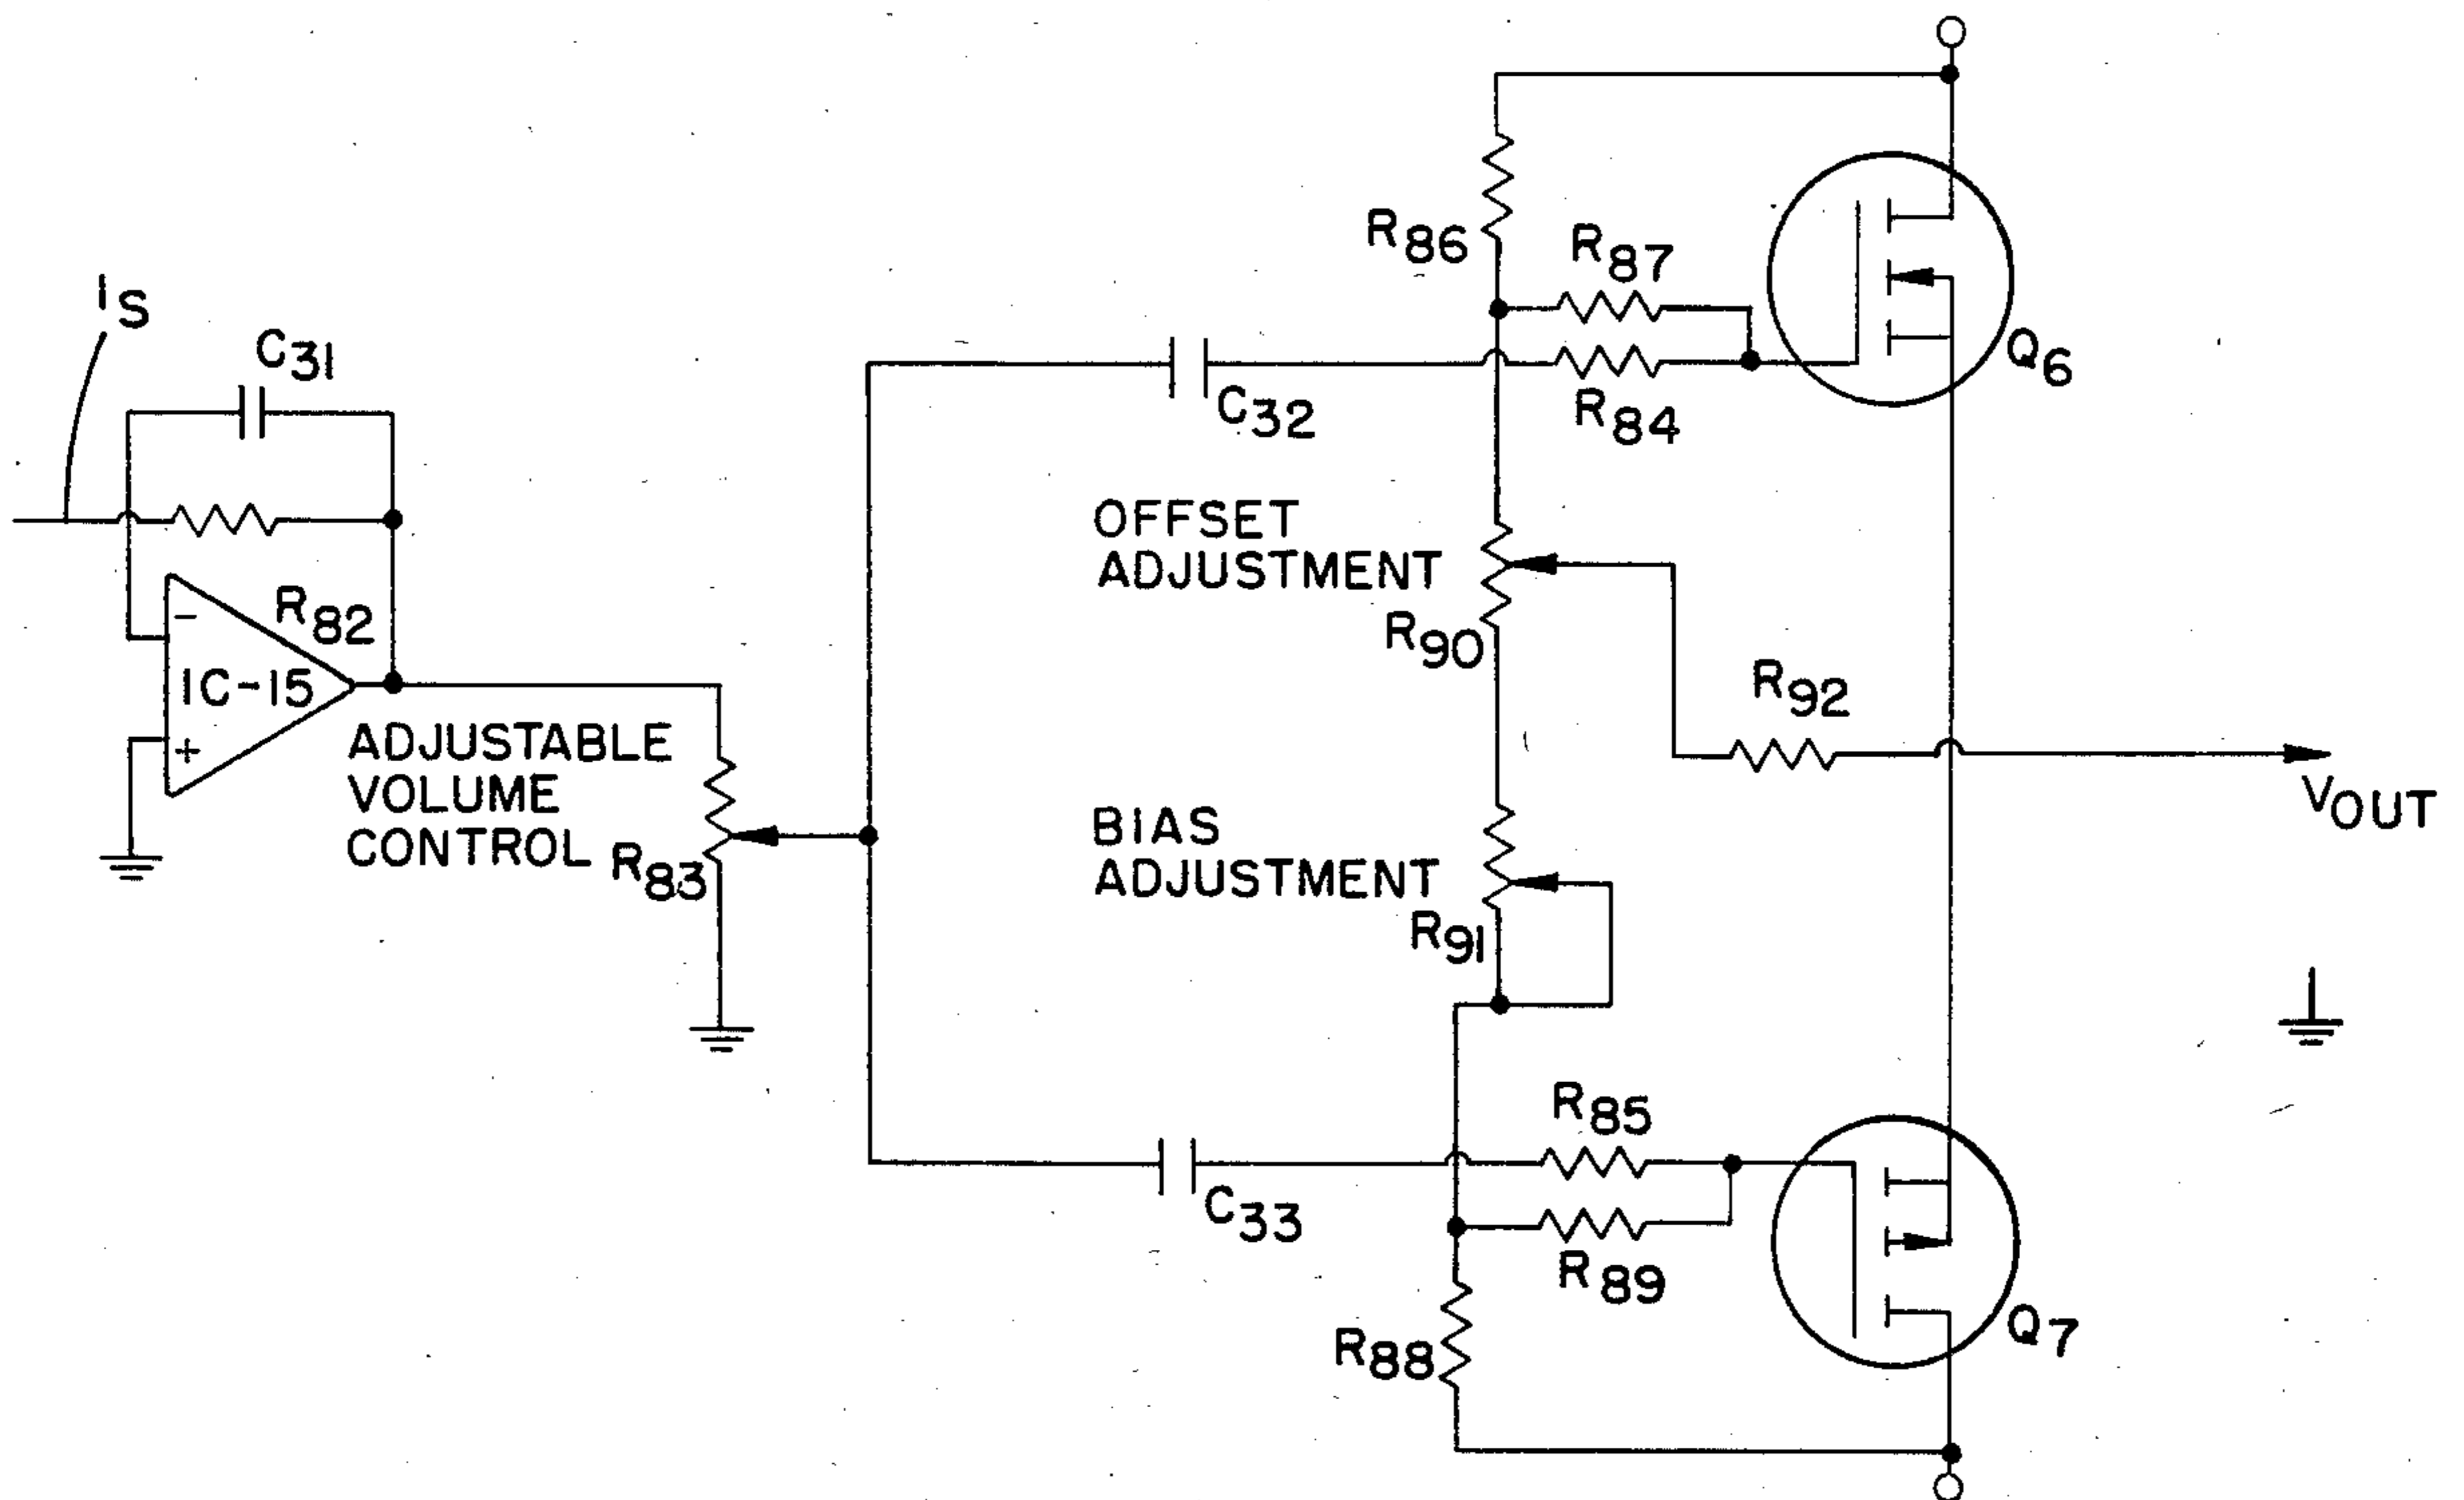 iS
C31
R82
-
IC-15
+
ADJUSTABLE
VOLUME
CONTROL
R83
C32
C33
R86
R87
R84
Q6
OFFSET
ADJUSTMENT
R90
R92
VOUT
BIAS
ADJUSTMENT
R91
R85
R89
R88
Q7